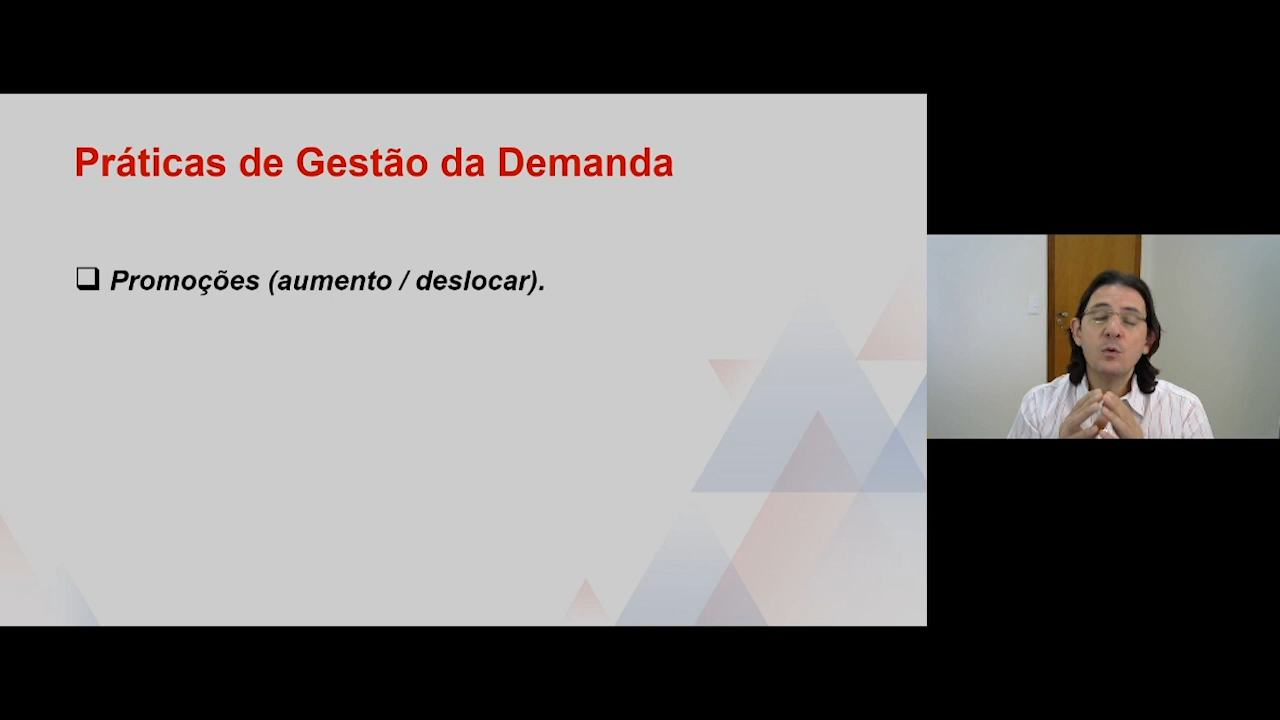 Práticas de Gestão da Demanda
Promoções (aumento / deslocar).